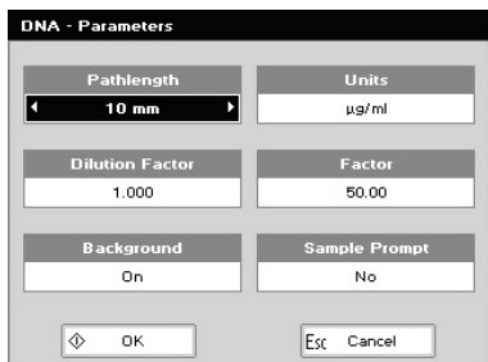 DNA - Parameters
Pathlength
Units
10 mm
µg/ml
Dilution Factor
Factor
1.000
50.00
Background
Sample Prompt
On
No
OK
Esc Cancel